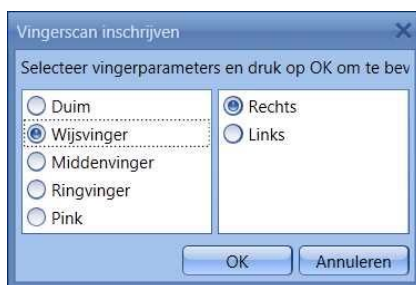 Vingerscan inschrijven
Selecteer vingerparameters en druk op OK om te bev
Duim
Wijsvinger
Middenvinger
Ringvinger
Pink
Rechts
Links
OK
Annuleren